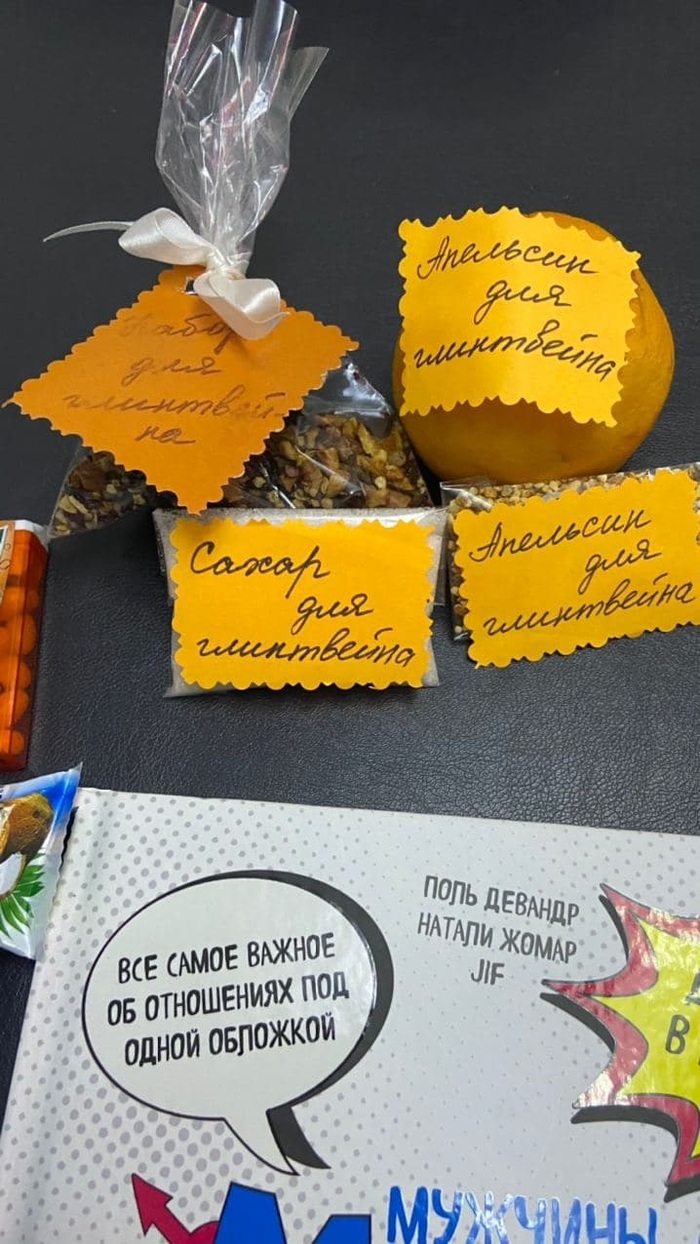 Набор
для
глинтвей
на
Апельсин
для
глинтвейна
Сахар
для
глинтвейна
Апельсин
для
глинтвейна
ВСЕ САМОЕ ВАЖНОЕ
ОБ ОТНОШЕНИЯХ ПОД
ОДНОЙ ОБЛОЖКОЙ
ПОЛЬ ДЕВАНДР
НАТАЛИ ЖОМАР
JIF
В
МУЖЧИНЫ